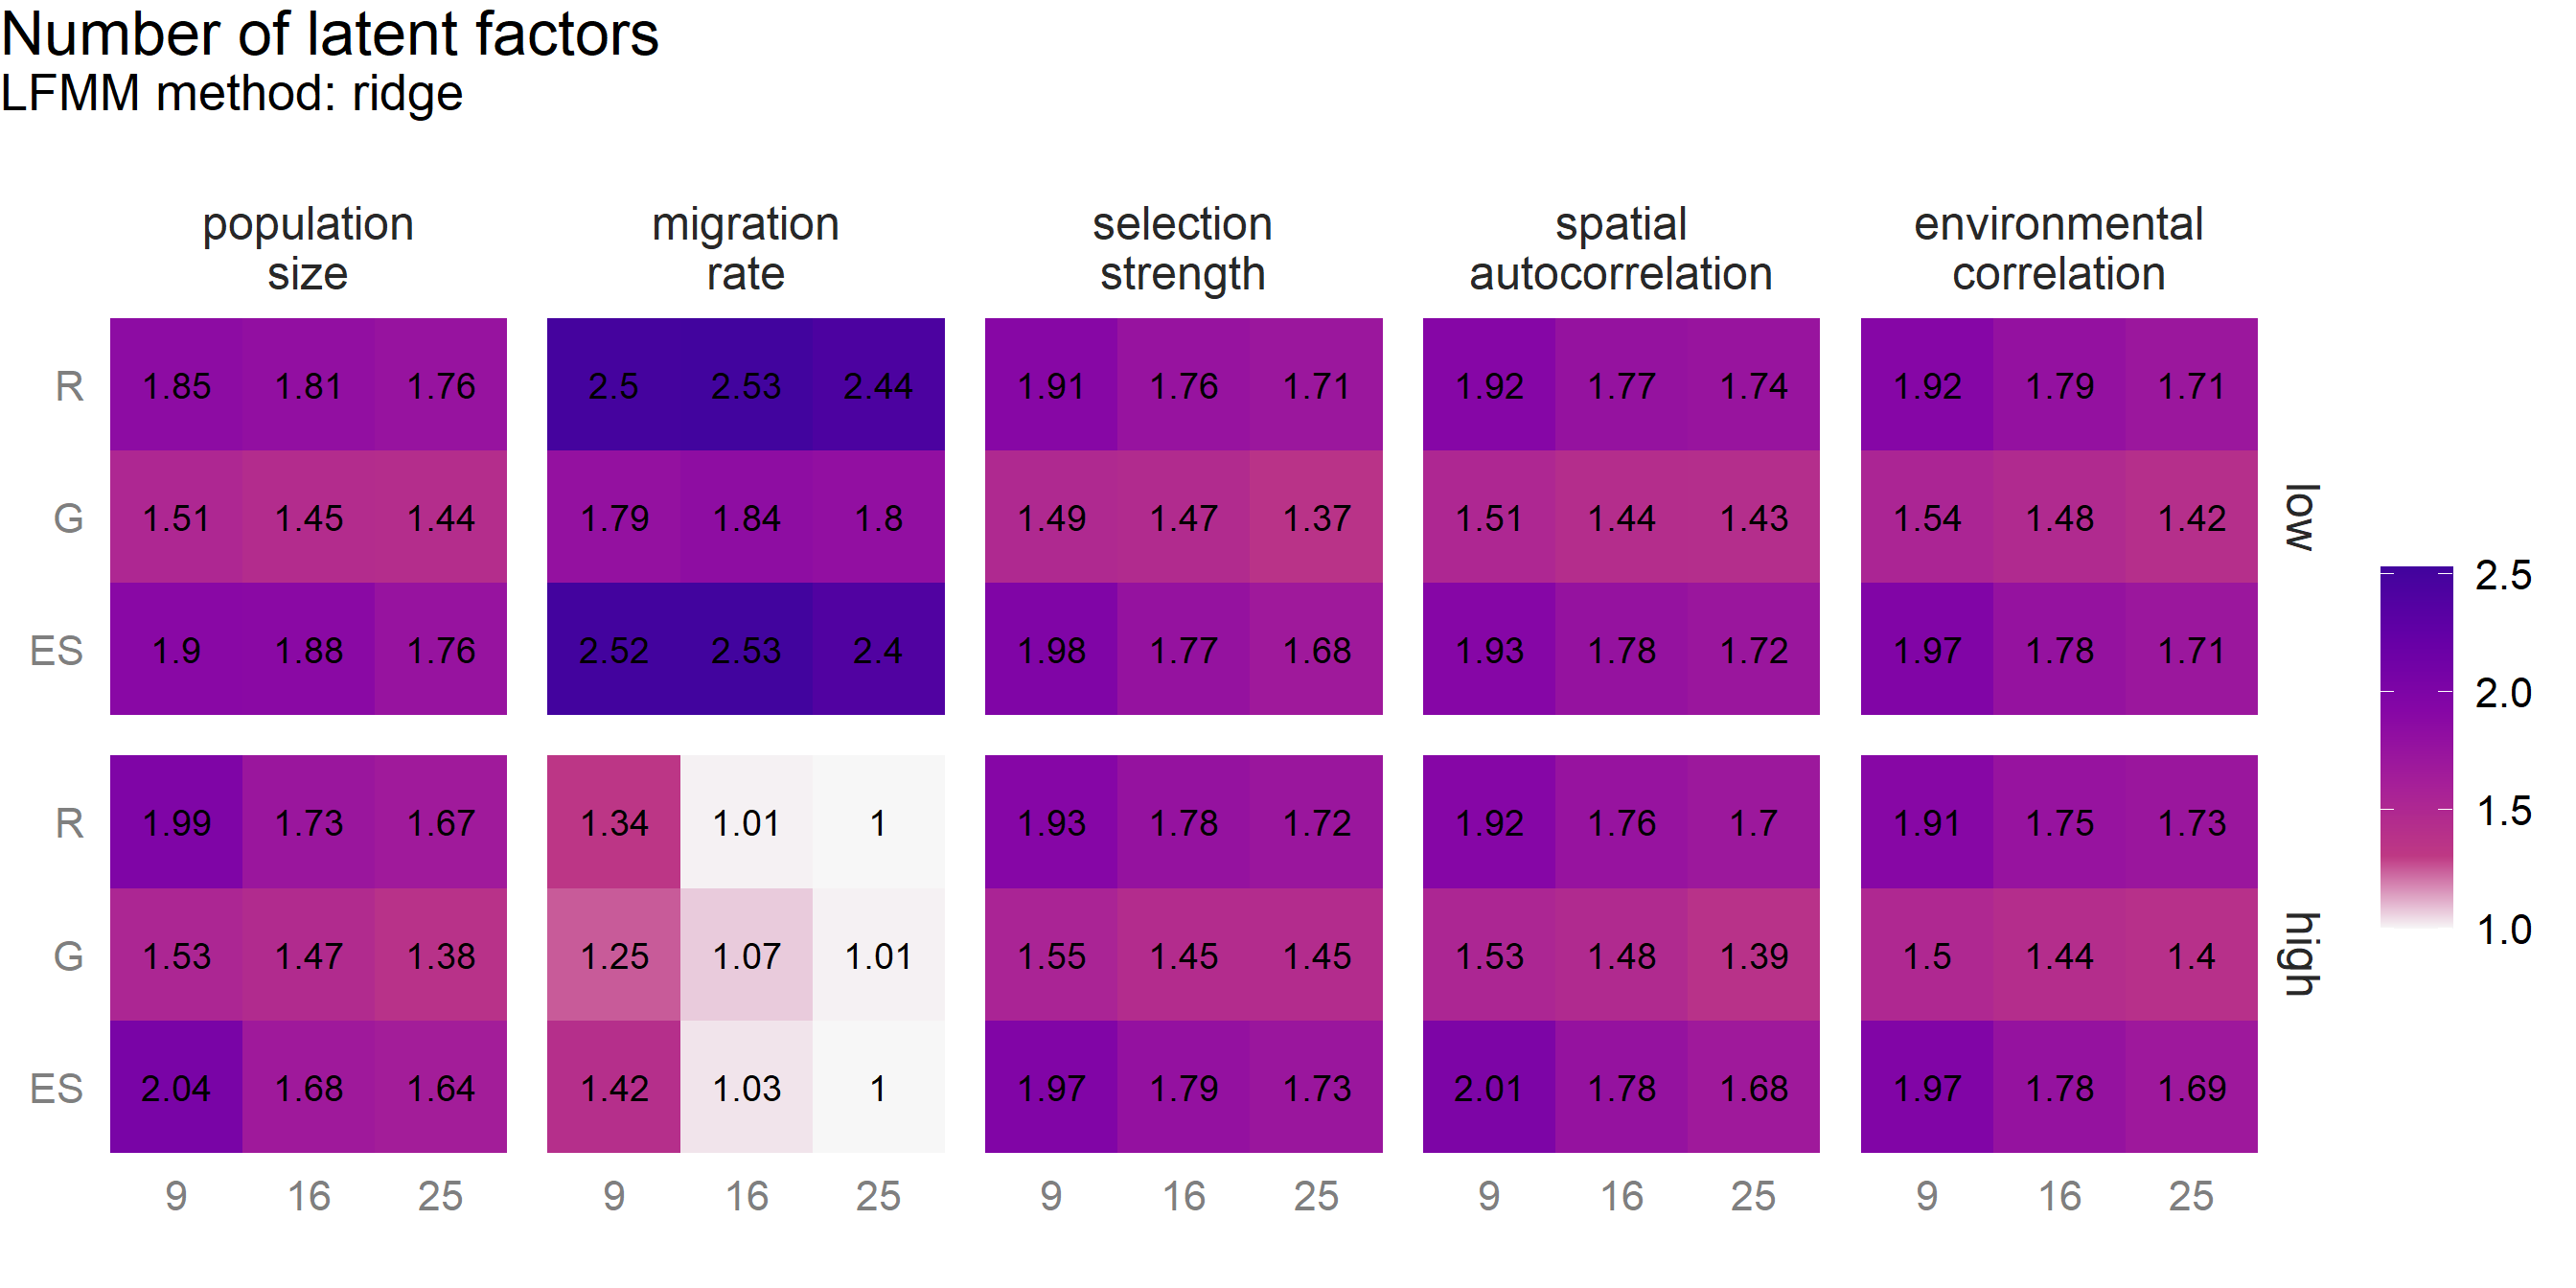 Number of latent factors
LFMM method: ridge
population size
migration rate
selection strength
spatial autocorrelation
environmental correlation
R 1.85 1.81 1.76 2.5 2.53 2.44 1.91 1.76 1.71 1.92 1.77 1.74 1.92 1.79 1.71
G 1.51 1.45 1.44 1.79 1.84 1.8 1.49 1.47 1.37 1.51 1.44 1.43 1.54 1.48 1.42
ES 1.9 1.88 1.76 2.52 2.53 2.4 1.98 1.77 1.68 1.93 1.78 1.72 1.97 1.78 1.71
low
R 1.99 1.73 1.67 1.34 1.01 1 1.93 1.78 1.72 1.92 1.76 1.7 1.91 1.75 1.73
G 1.53 1.47 1.38 1.25 1.07 1.01 1.55 1.45 1.45 1.53 1.48 1.39 1.5 1.44 1.4
ES 2.04 1.68 1.64 1.42 1.03 1 1.97 1.79 1.73 2.01 1.78 1.68 1.97 1.78 1.69
high
9 16 25 9 16 25 9 16 25 9 16 25 9 16 25
2.5
2.0
1.5
1.0